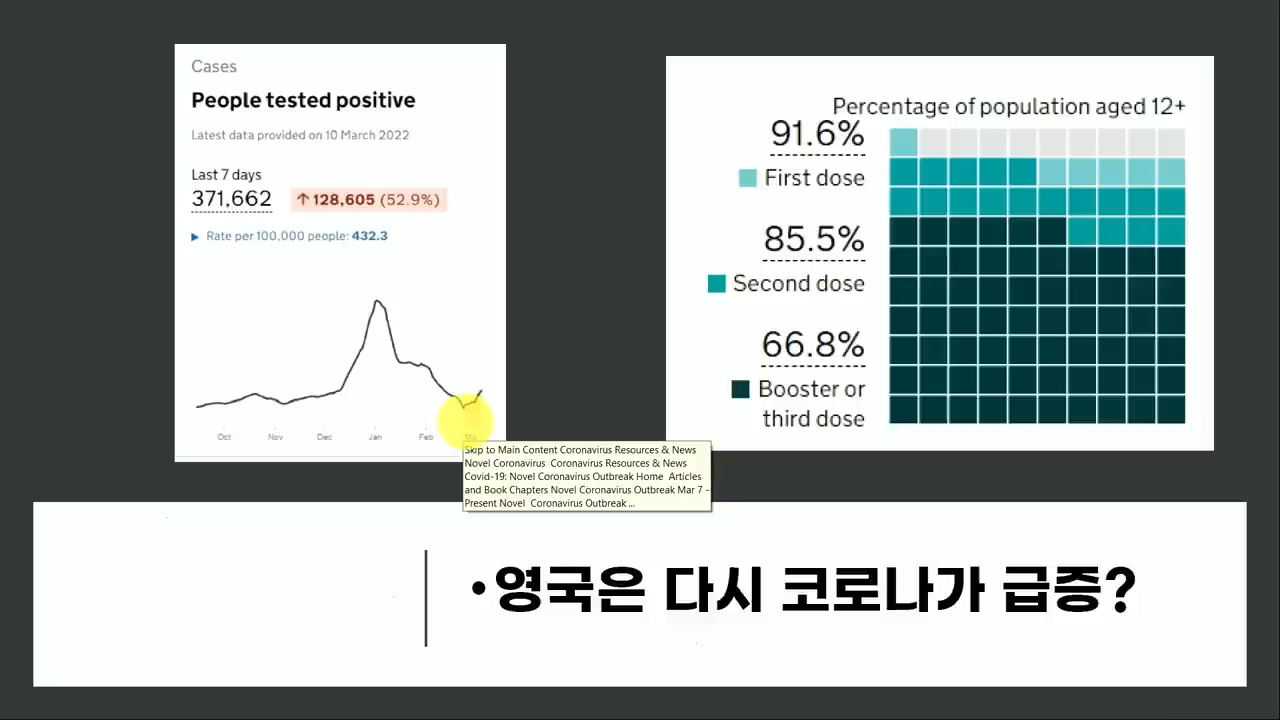 Cases
People tested positive
Latest data provided on 10 March 2022
Last 7 days
371,662 ↑128,605 (52.9%)
▶ Rate per 100,000 people: 432.3
Oct Nov Dec Jan Feb
Percentage of population aged 12+
91.6%
First dose
85.5%
Second dose
66.8%
Booster or
third dose
Skip to Main Content Coronavirus Resources & News
Novel Coronavirus Coronavirus Resources & News
Covid-19: Novel Coronavirus Outbreak Home Articles
and Book Chapters Novel Coronavirus Outbreak Mar 7 -
Present Novel Coronavirus Outbreak ...
•영국은 다시 코로나가 급증?